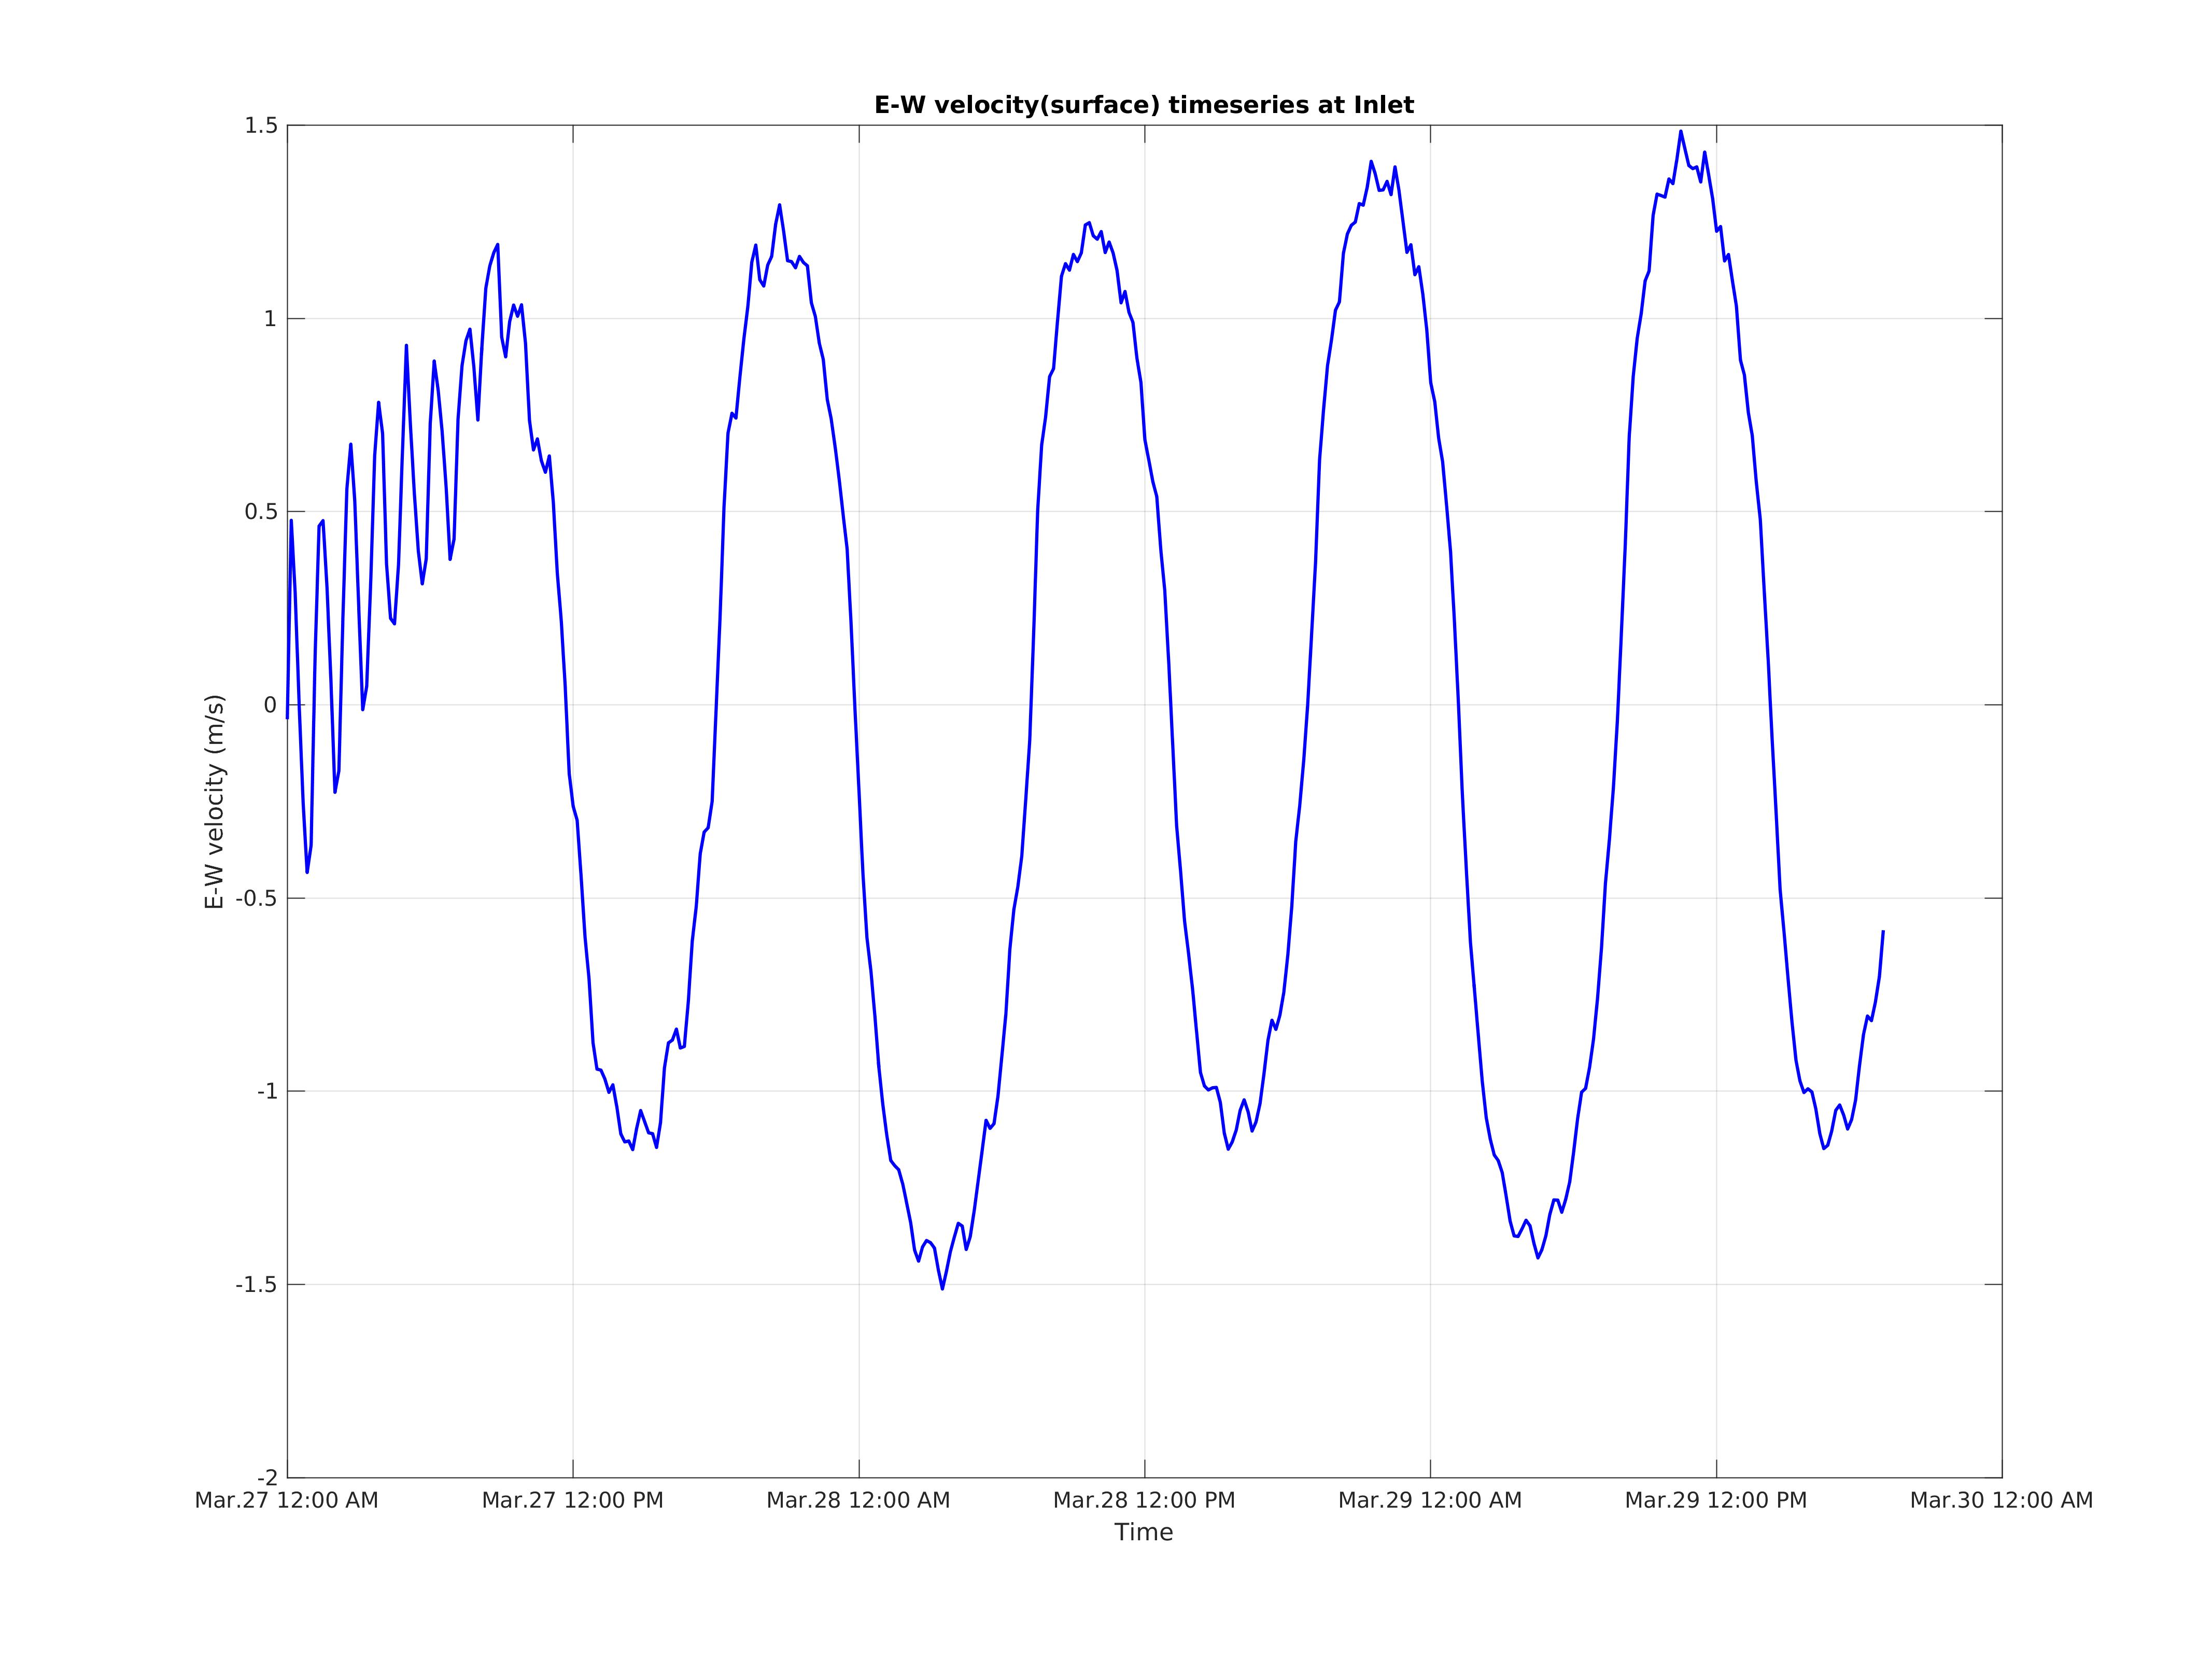 E-W velocity(surface) timeseries at Inlet
1.5
1
0.5
0
-0.5
-1
-1.5
-2
E-W velocity (m/s)
Mar.27 12:00 AM
Mar.27 12:00 PM
Mar.28 12:00 AM
Mar.28 12:00 PM
Mar.29 12:00 AM
Mar.29 12:00 PM
Mar.30 12:00 AM
Time